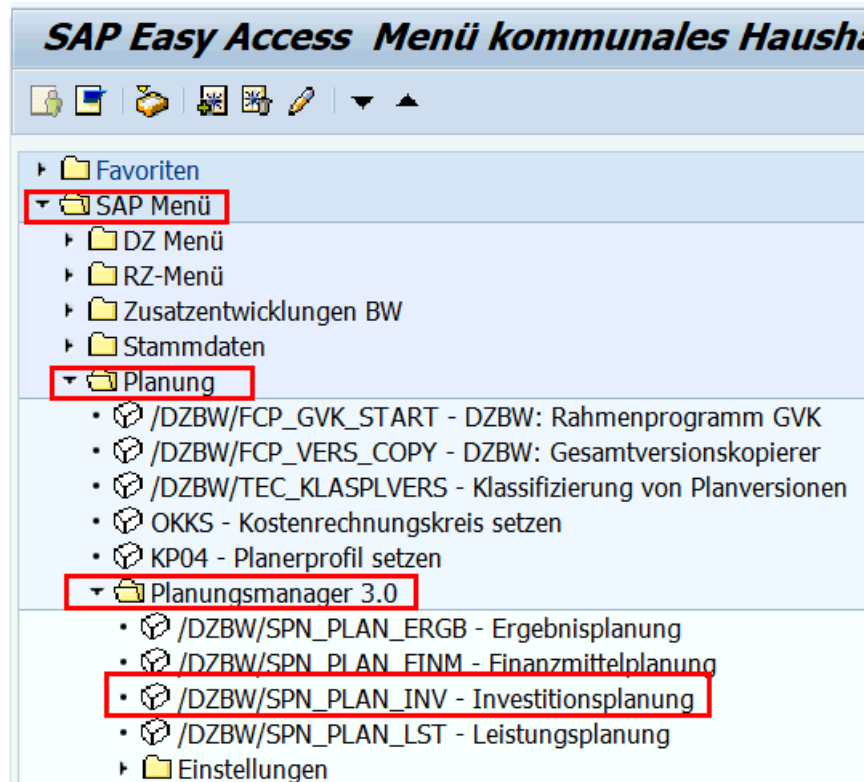 SAP Easy Access Menü kommunales
Favoriten
SAP Menü
DZ Menü
RZ-Menü
Zusatzentwicklungen BW
Stammdaten
Planung
/DZBW/FCP_GVK_START - DZBW: Rahmenprogramm GVK
/DZBW/FCP_VERS_COPY - DZBW: Gesamtversionskopierer
/DZBW/TEC_KLASPLVERS - Klassifizierung von Planversionen
OKKS - Kostenrechnungskreis setzen
KP04 - Planerprofil setzen
Planungsmanager 3.0
/DZBW/SPN_PLAN_ERGB - Ergebnisplanung
/DZBW/SPN_PLAN_FINM - Finanzmittelplanung
/DZBW/SPN_PLAN_INV - Investitionsplanung
/DZBW/SPN_PLAN_LST - Leistungsplanung
Einstellungen